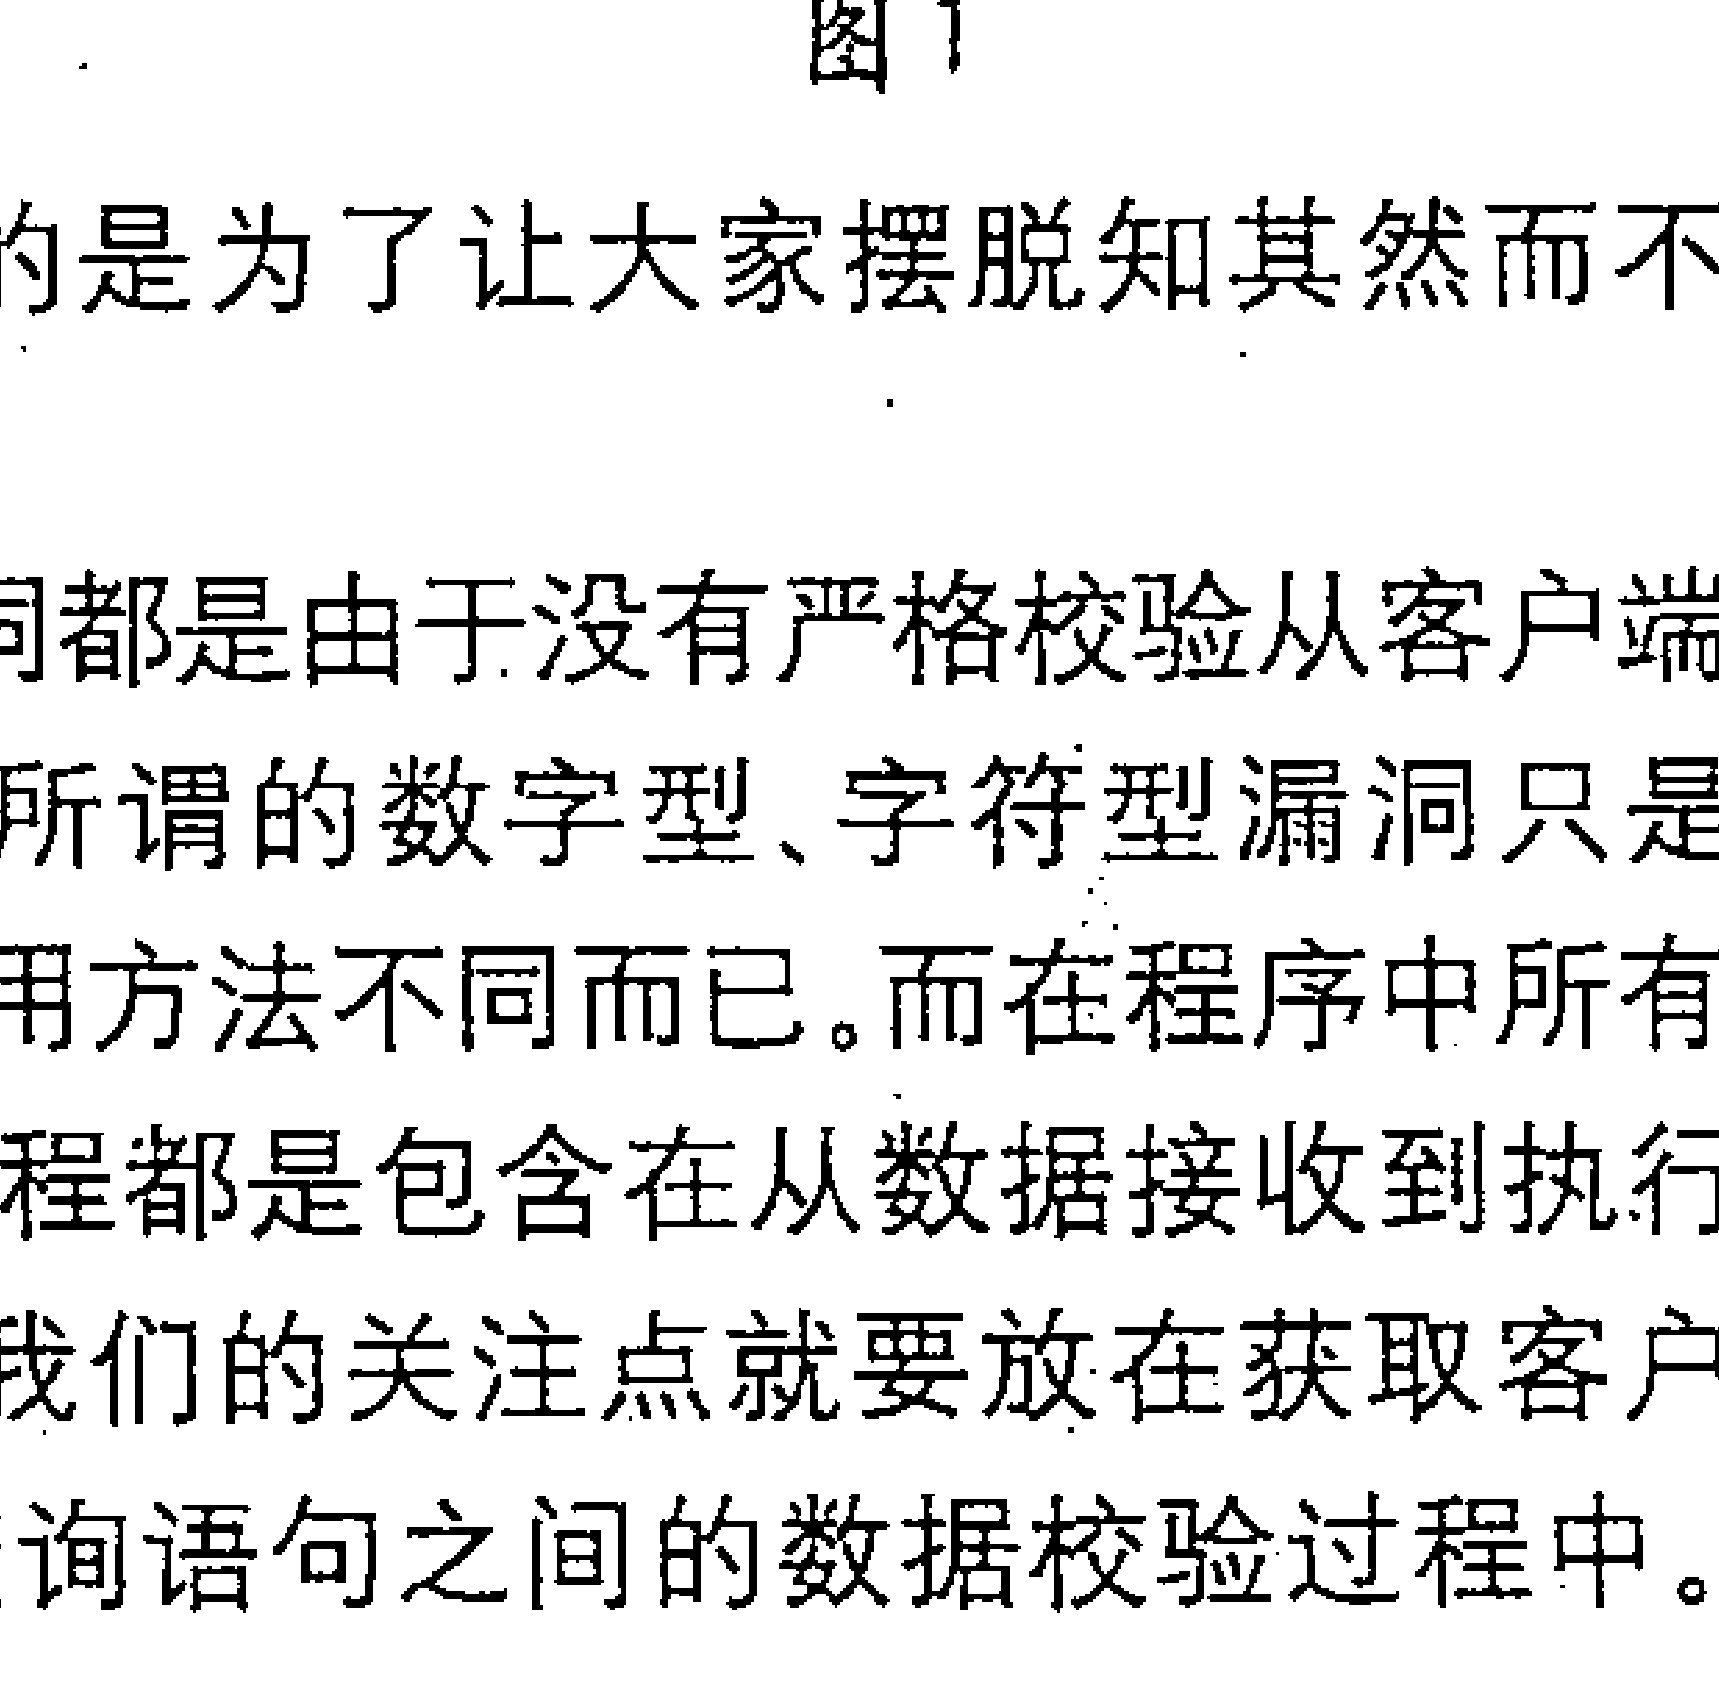 图 1
的是为了让大家摆脱知其然而不
洞都是由于没有严格校验从客户端
所谓的数字型、字符型漏洞只是
用方法不同而已。而在程序中所有
程都是包含在从数据接收到执行
我们的关注点就要放在获取客户
询语句之间的数据校验过程中。